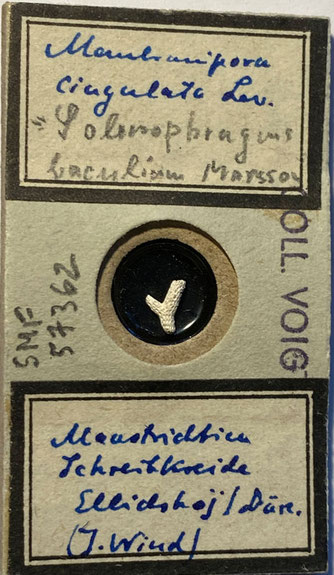 Membranipora
cingulata Lev.
"Solenophragma
baculinum Marsson
COLL. VOIGT
SMF
57362
Maastrichtien
Schreibkreide
Ellidshøj/Dän.
(J. Wind)